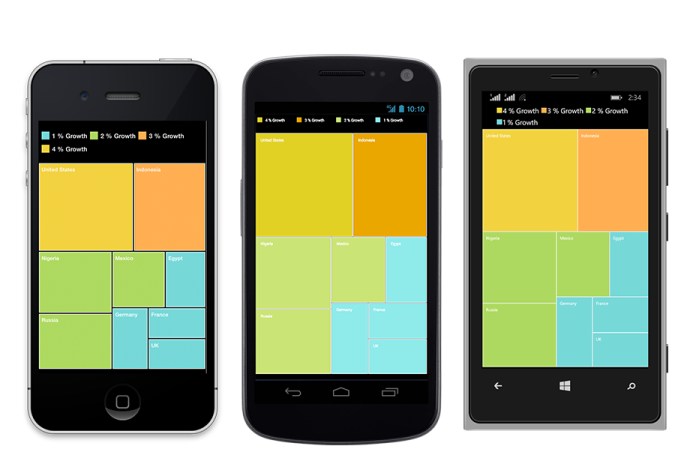 1 % Growth 2 % Growth 3 % Growth
4 % Growth
United States Indonesia
Nigeria Mexico Egypt
Russia Germany France
UK
10:10
4 % Growth 3 % Growth 2 % Growth 1 % Growth
United States Indonesia
Nigeria Mexico Egypt
Russia Germany France
UK
2:34
4 % Growth 3 % Growth 2 % Growth
1 % Growth
United States Indonesia
Nigeria Mexico Egypt
Russia Germany France
UK